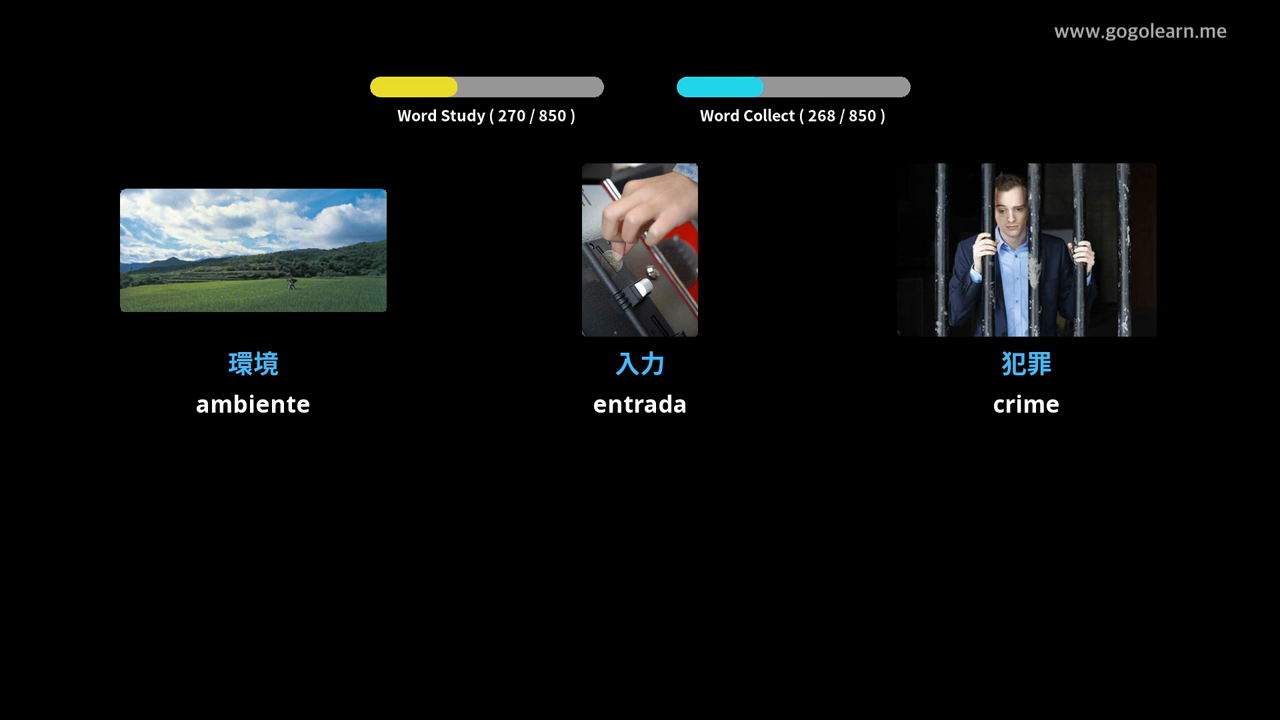 www.gogolearn.me
Word Study ( 270 / 850 )
Word Collect ( 268 / 850 )
環境
入力
犯罪
ambiente
entrada
crime